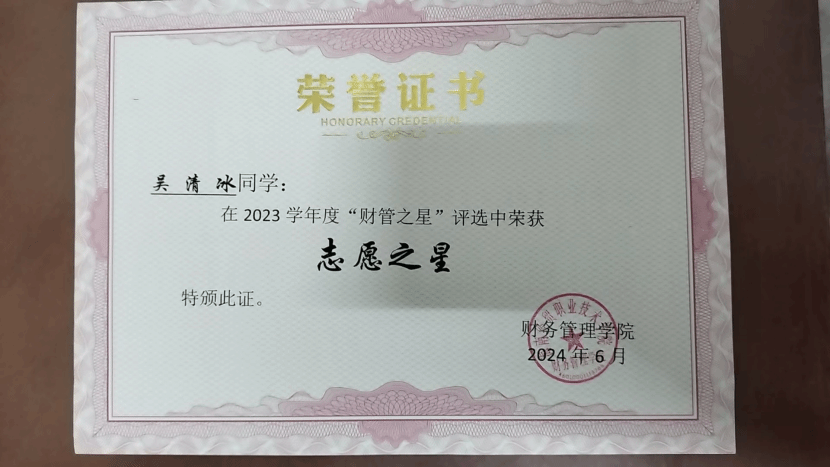 荣誉证书
HONORARY CREDENTIAL
吴清冰同学：
在2023学年度“财管之星”评选中荣获
志愿之星
特颁此证。
财务管理学院
2024年6月